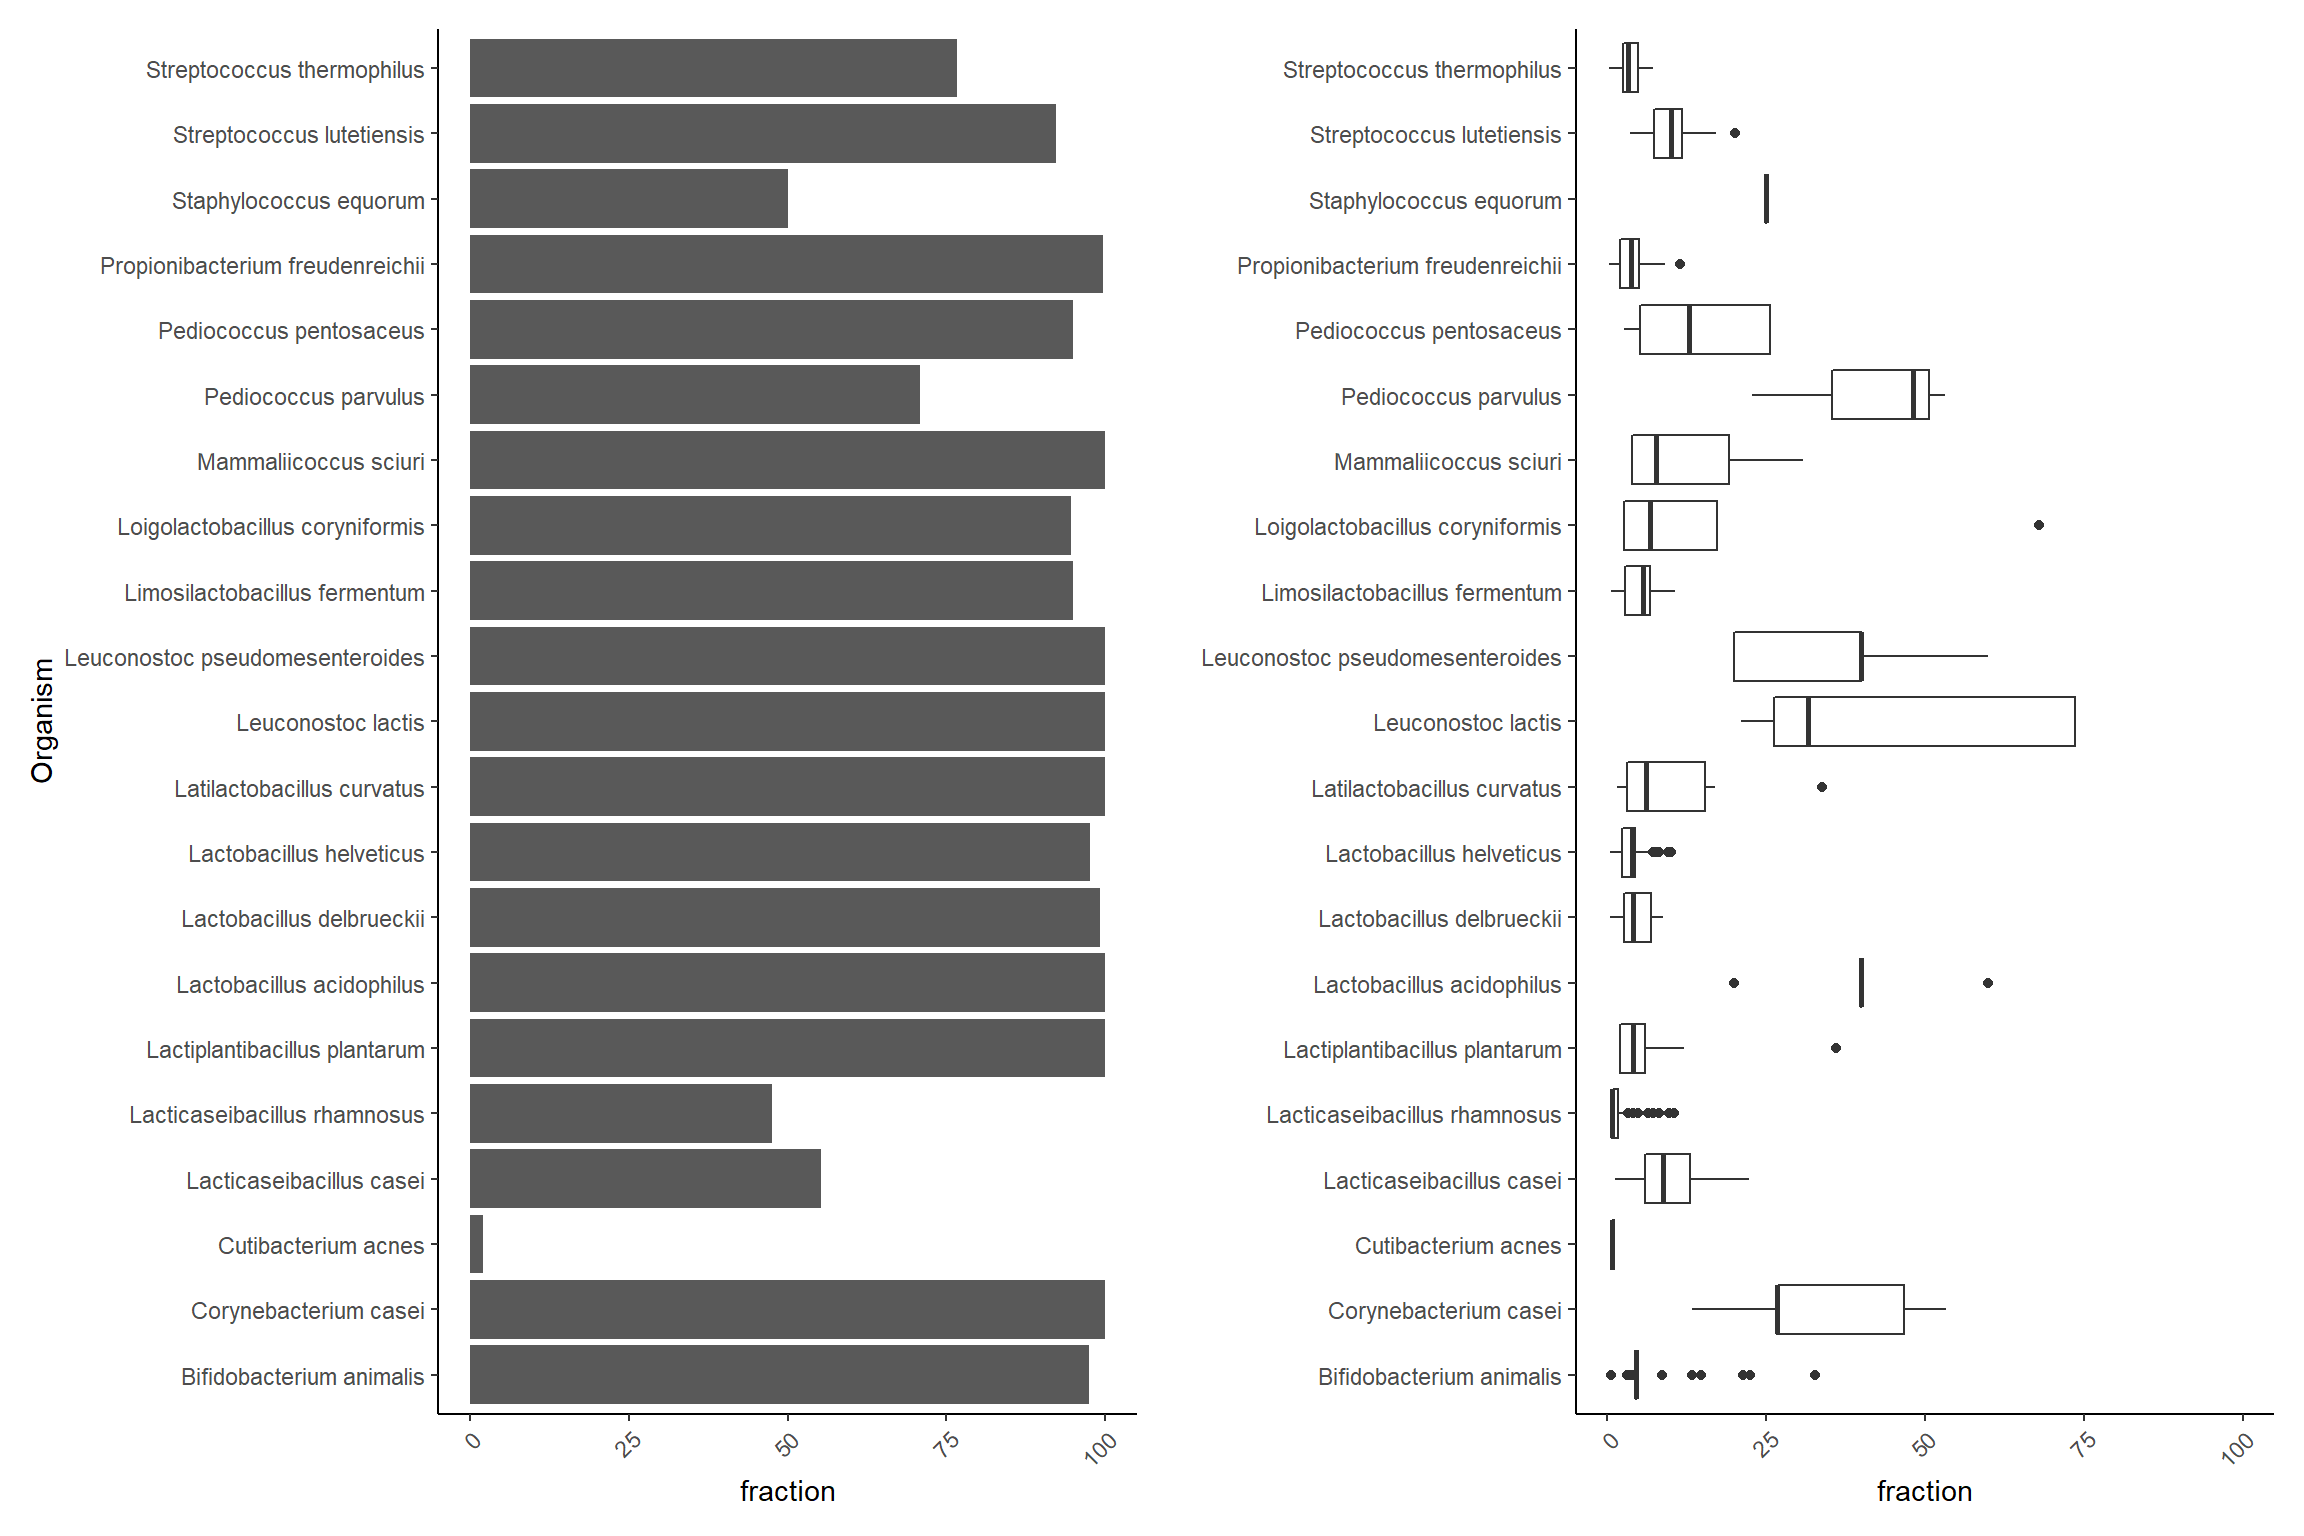 Organism
Streptococcus thermophilus
Streptococcus lutetiensis
Staphylococcus equorum
Propionibacterium freudenreichii
Pediococcus pentosaceus
Pediococcus parvulus
Mammaliicoccus sciuri
Loigolactobacillus coryniformis
Limosilactobacillus fermentum
Leuconostoc pseudomesenteroides
Leuconostoc lactis
Latilactobacillus curvatus
Lactobacillus helveticus
Lactobacillus delbrueckii
Lactobacillus acidophilus
Lactiplantibacillus plantarum
Lacticaseibacillus rhamnosus
Lacticaseibacillus casei
Cutibacterium acnes
Corynebacterium casei
Bifidobacterium animalis
0 25 50 75 100
fraction
Streptococcus thermophilus
Streptococcus lutetiensis
Staphylococcus equorum
Propionibacterium freudenreichii
Pediococcus pentosaceus
Pediococcus parvulus
Mammaliicoccus sciuri
Loigolactobacillus coryniformis
Limosilactobacillus fermentum
Leuconostoc pseudomesenteroides
Leuconostoc lactis
Latilactobacillus curvatus
Lactobacillus helveticus
Lactobacillus delbrueckii
Lactobacillus acidophilus
Lactiplantibacillus plantarum
Lacticaseibacillus rhamnosus
Lacticaseibacillus casei
Cutibacterium acnes
Corynebacterium casei
Bifidobacterium animalis
0 25 50 75 100
fraction